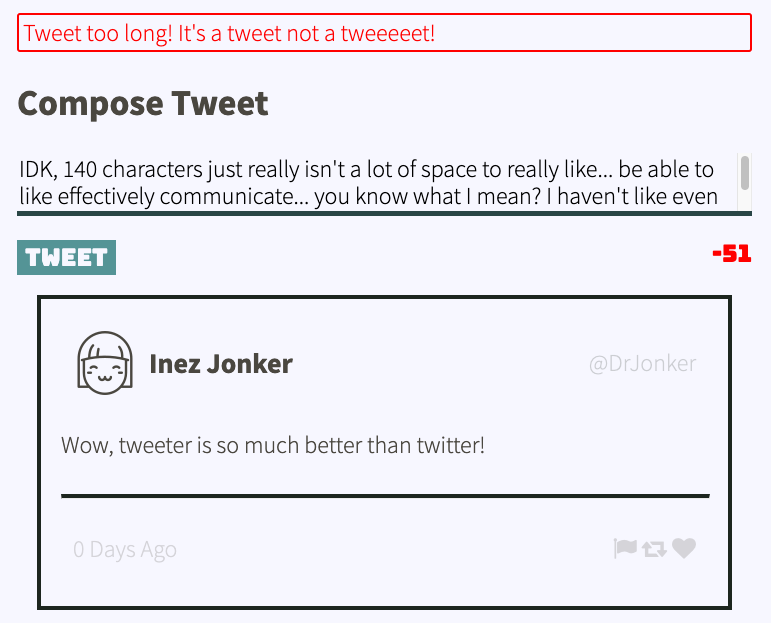 Tweet too long! It's a tweet not a tweeeeet!
Compose Tweet
IDK, 140 characters just really isn't a lot of space to really like... be able to
like effectively communicate... you know what I mean? I haven't like even
TWEET
-51
Inez Jonker
@DrJonker
Wow, tweeter is so much better than twitter!
0 Days Ago